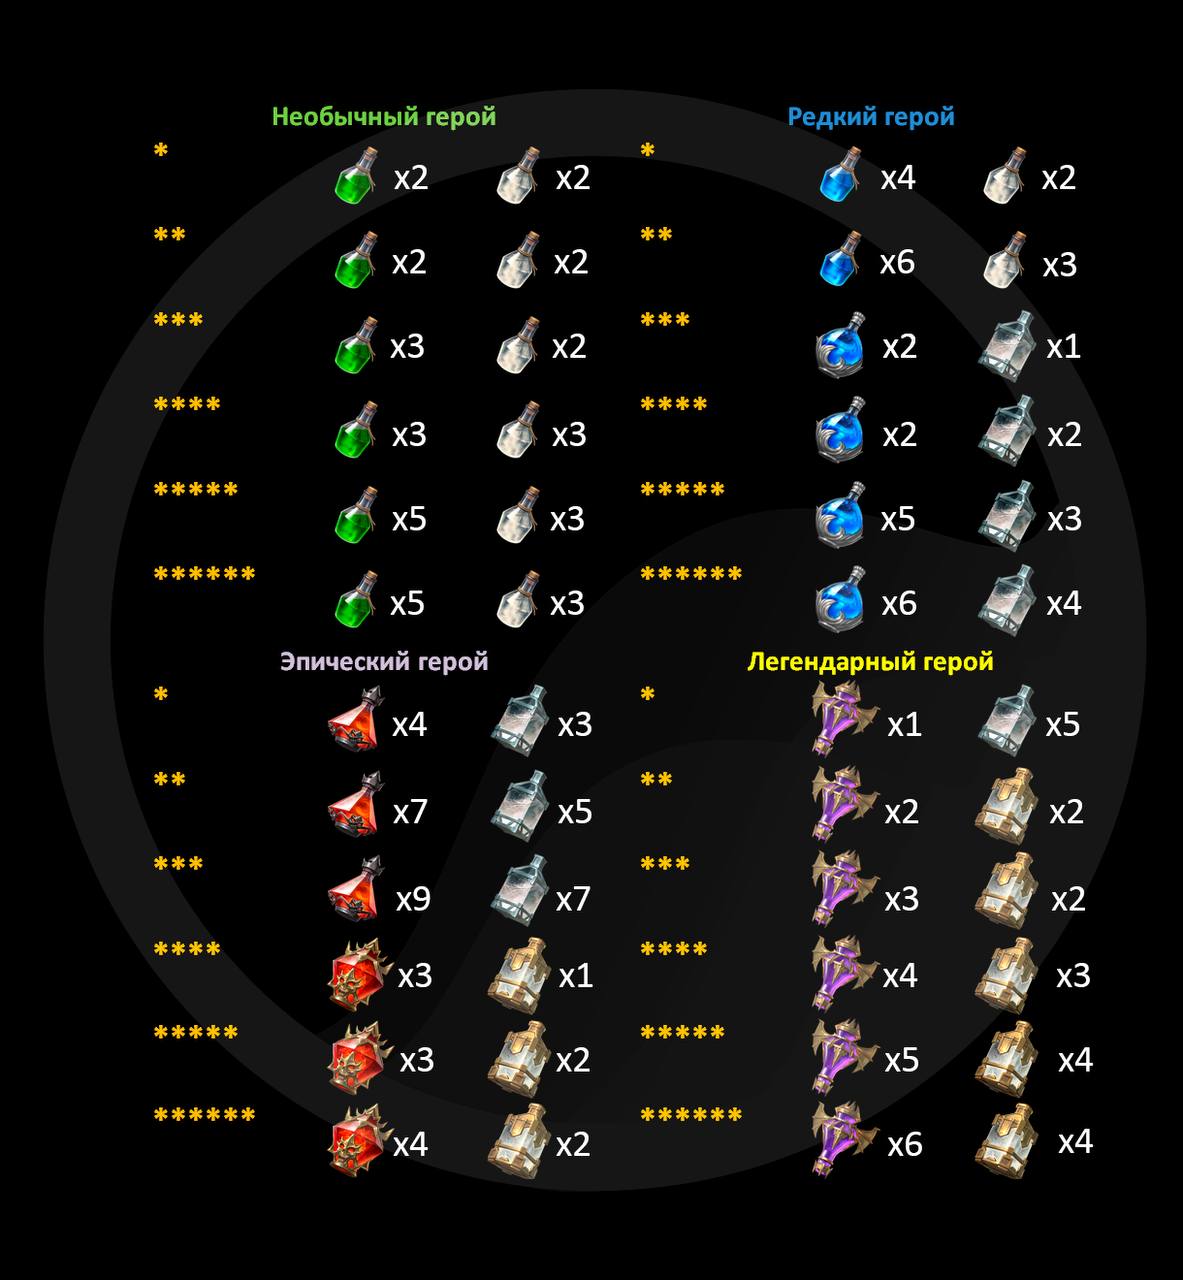 Необычный герой
*
x2 x2
**
x2 x2
***
x3 x2
****
x3 x3
*****
x5 x3
******
x5 x3
Редкий герой
*
x4 x2
**
x6 x3
***
x2 x1
****
x2 x2
*****
x5 x3
******
x6 x4
Эпический герой
*
x4 x3
**
x7 x5
***
x9 x7
****
x3 x1
*****
x3 x2
******
x4 x2
Легендарный герой
*
x1 x5
**
x2 x2
***
x3 x2
****
x4 x3
*****
x5 x4
******
x6 x4